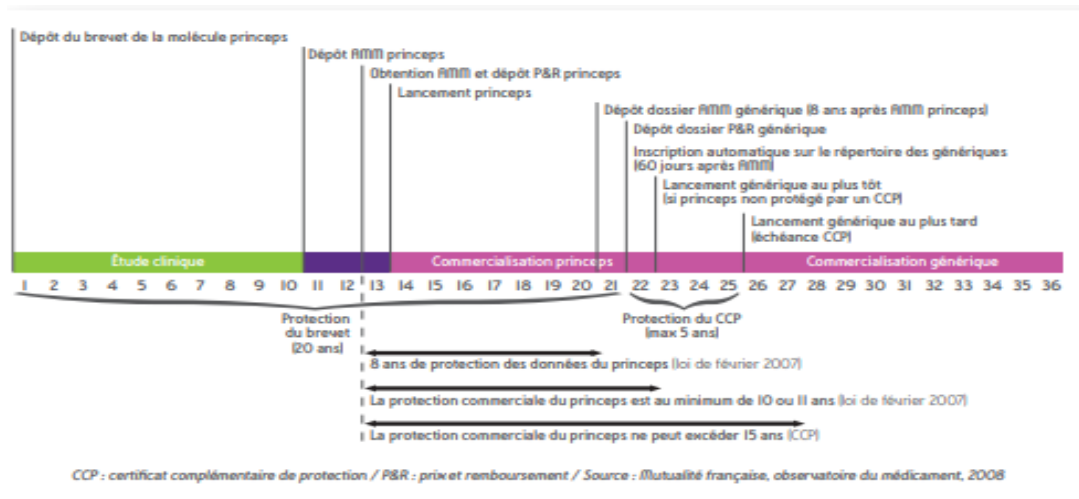 Dépôt du brevet de la molécule princeps
Dépôt AMM princeps
Obtention AMM et dépôt P&R princeps
Lancement princeps
Dépôt dossier AMM générique (8 ans après AMM princeps)
Dépôt dossier P&R générique
Inscription automatique sur le répertoire des génériques
(60 jours après AMM)
Lancement générique au plus tôt
(si princeps non protégé par un CCP)
Lancement générique au plus tard
(échéance CCP)
Étude clinique
Commercialisation princeps
Commercialisation générique
1 2 3 4 5 6 7 8 9 10 11 12 13 14 15 16 17 18 19 20 21 22 23 24 25 26 27 28 29 30 31 32 33 34 35 36
Protection
du brevet
(20 ans)
Protection du CCP
(max 5 ans)
8 ans de protection des données du princeps (loi de février 2007)
La protection commerciale du princeps est au minimum de 10 ou 11 ans (loi de février 2007)
La protection commerciale du princeps ne peut excéder 15 ans (CCP)
CCP : certificat complémentaire de protection / P&R : prix et remboursement / Source : Mutualité française, observatoire du médicament, 2008